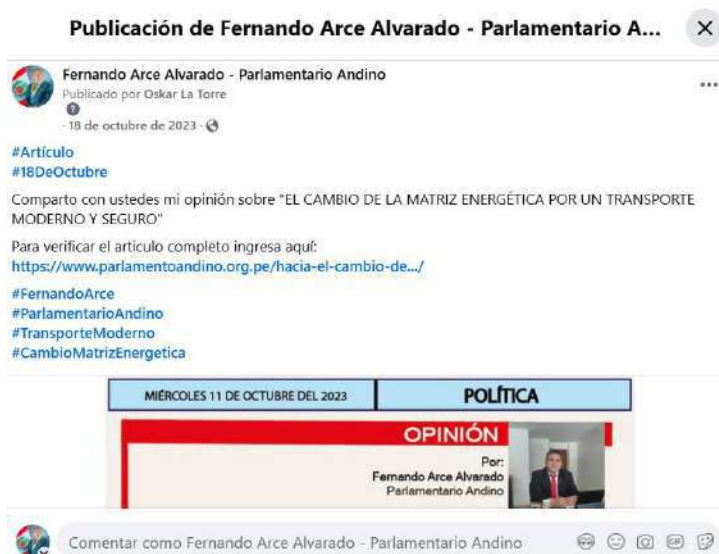 Publicación de Fernando Arce Alvarado - Parlamentario A...
Fernando Arce Alvarado - Parlamentario Andino
Publicado por Oskar La Torre
· 18 de octubre de 2023 ·
#Artículo
#18DeOctubre
Comparto con ustedes mi opinión sobre "EL CAMBIO DE LA MATRIZ ENERGÉTICA POR UN TRANSPORTE
MODERNO Y SEGURO"
Para verificar el articulo completo ingresa aquí:
https://www.parlamentoandino.org.pe/hacia-el-cambio-de.../
#FernandoArce
#ParlamentarioAndino
#TransporteModerno
#CambioMatrizEnergetica
MIÉRCOLES 11 DE OCTUBRE DEL 2023
POLÍTICA
OPINIÓN
Por:
Fernando Arce Alvarado
Parlamentario Andino
Comentar como Fernando Arce Alvarado - Parlamentario Andino
GIF